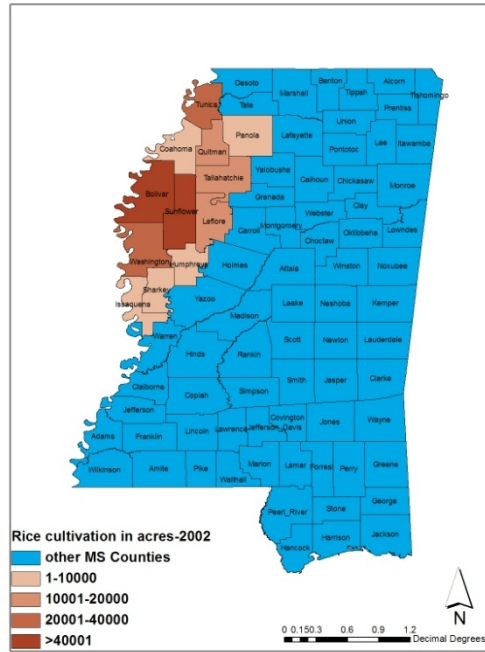 Desoto
Benton
Alcorn
Tippah
Tishomingo
Marshall
Tunica
Tate
Prentiss
Union
Panola
Lafayette
Coahoma
Quitman
Lee
Itawamba
Pontotoc
Yalobusha
Tallahatchie
Calhoun
Chickasaw
Monroe
Bolivar
Grenada
Sunflower
Leflore
Webster
Clay
Carroll
Montgomery
Oktibbeha
Lowndes
Choctaw
Washington
Humphreys
Holmes
Attala
Winston
Noxubee
Sharkey
Issaquena
Yazoo
Leake
Neshoba
Kemper
Madison
Warren
Scott
Newton
Lauderdale
Hinds
Rankin
Claiborne
Smith
Jasper
Clarke
Simpson
Copiah
Jefferson
Covington
Jones
Wayne
Lincoln
Lawrence
Jefferson_Davis
Adams
Franklin
Marion
Lamar
Forrest
Perry
Greene
Wilkinson
Amite
Pike
Walthall
Pearl_River
Stone
George
Hancock
Harrison
Jackson
Rice cultivation in acres-2002
other MS Counties
1-10000
10001-20000
20001-40000
>40001
N
0 0.15 0.3 0.6 0.9 1.2
Decimal Degrees